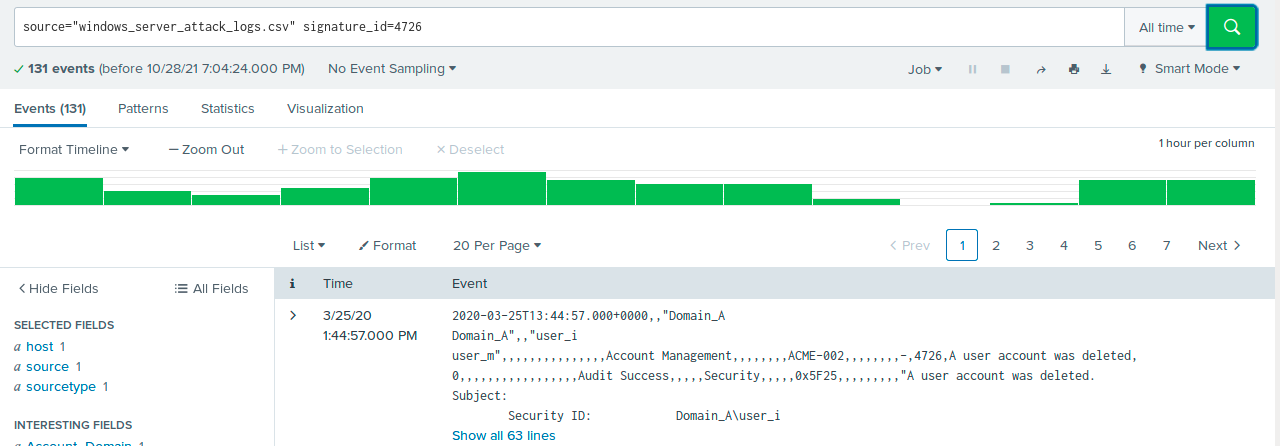 source="windows_server_attack_logs.csv" signature_id=4726
All time
131 events (before 10/28/21 7:04:24.000 PM)
No Event Sampling
Job
Smart Mode
Events (131)
Patterns
Statistics
Visualization
Format Timeline
— Zoom Out
+ Zoom to Selection
× Deselect
1 hour per column
List
Format
20 Per Page
< Prev
1
2
3
4
5
6
7
Next >
< Hide Fields
All Fields
i
Time
Event
SELECTED FIELDS
a host 1
a source 1
a sourcetype 1
INTERESTING FIELDS
a Account_Domain 1
>
3/25/20
1:44:57.000 PM
2020-03-25T13:44:57.000+0000,,"Domain_A
Domain_A",,"user_i
user_m",,,,,,,,,,,,,,,Account Management,,,,,,,,ACME-002,,,,,,,,-,4726,A user account was deleted,
0,,,,,,,,,,,,,,,,,Audit Success,,,,,Security,,,,,0x5F25,,,,,,,,,"A user account was deleted.
Subject:
Security ID: Domain_A\user_i
Show all 63 lines